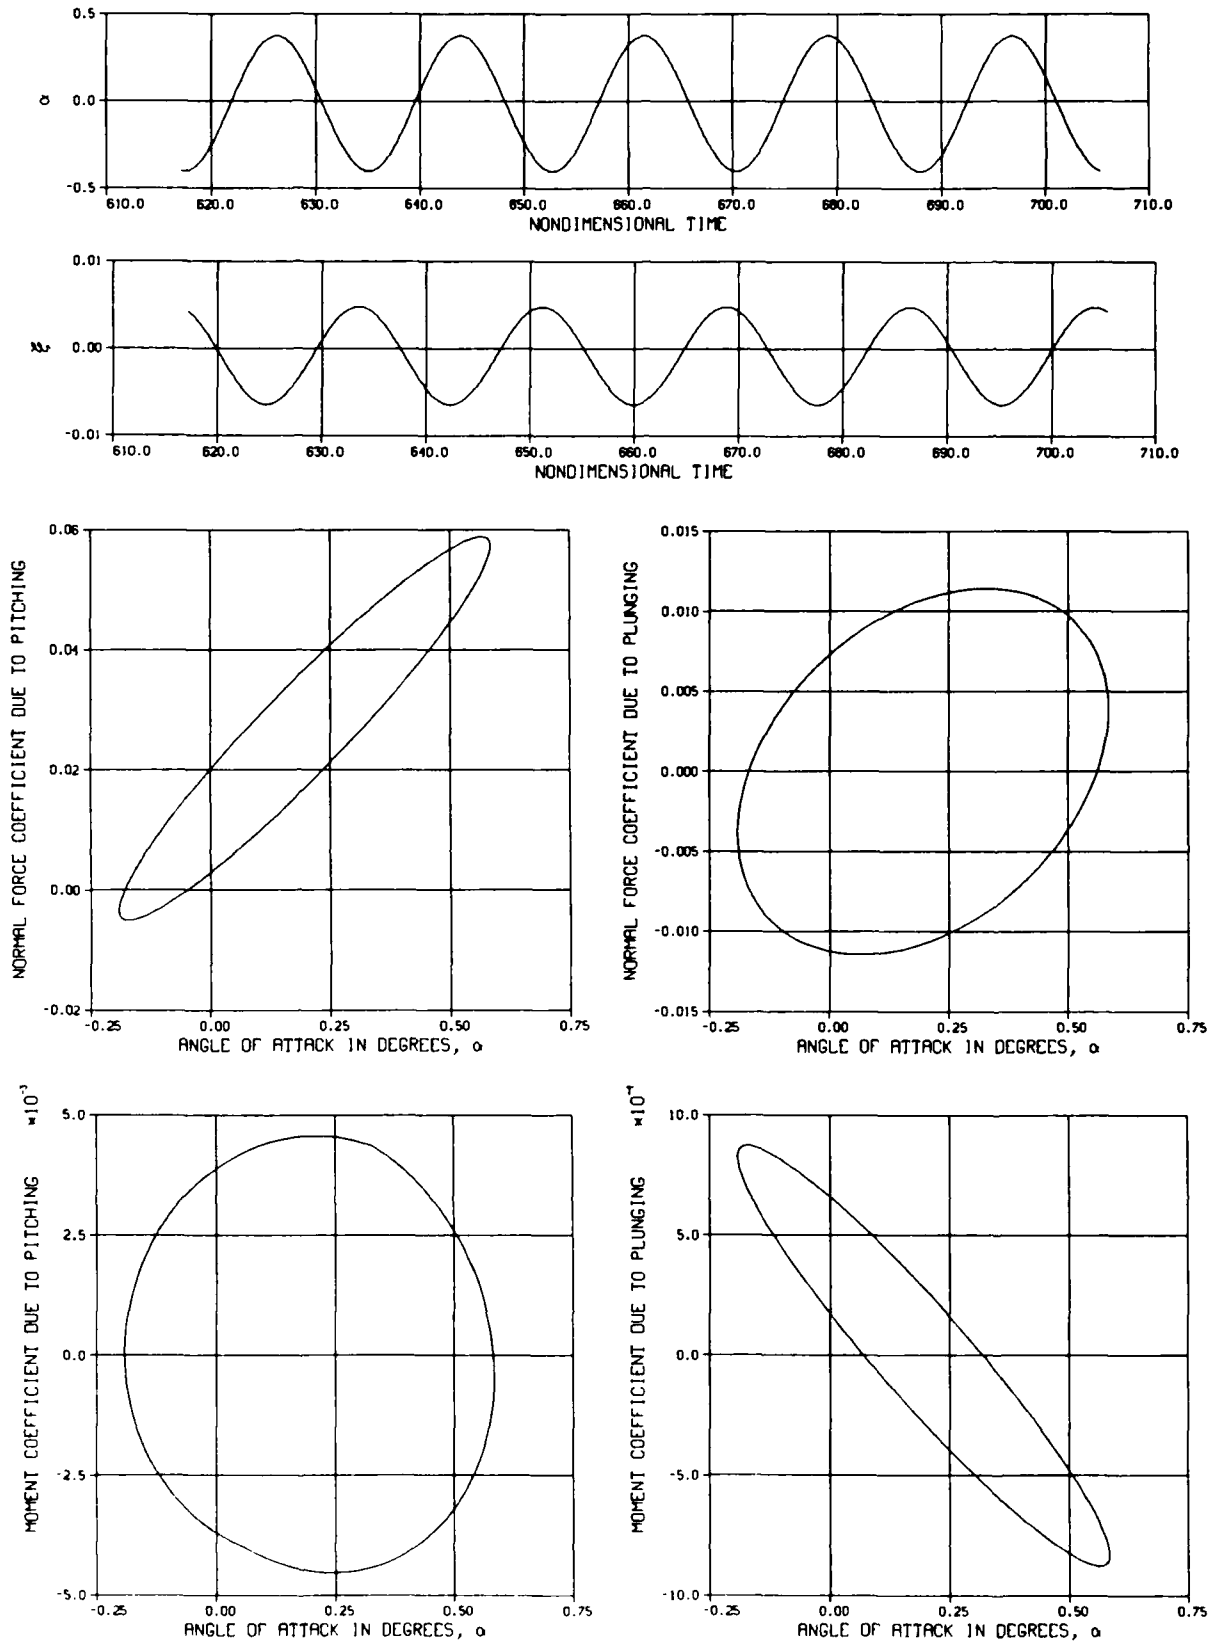 0.5
α
0.0
-0.5
610.0 620.0 630.0 640.0 650.0 660.0 670.0 680.0 690.0 700.0 710.0
NONDIMENSIONAL TIME
0.01
0.00
-0.01
610.0 620.0 630.0 640.0 650.0 660.0 670.0 680.0 690.0 700.0 710.0
NONDIMENSIONAL TIME
NORMAL FORCE COEFFICIENT DUE TO PITCHING
0.06
0.04
0.02
0.00
-0.02
-0.25 0.00 0.25 0.50 0.75
ANGLE OF ATTACK IN DEGREES, α
NORMAL FORCE COEFFICIENT DUE TO PLUNGING
0.015
0.010
0.005
0.000
-0.005
-0.010
-0.015
-0.25 0.00 0.25 0.50 0.75
ANGLE OF ATTACK IN DEGREES, α
MOMENT COEFFICIENT DUE TO PITCHING
5.0
2.5
0.0
-2.5
-5.0
-0.25 0.00 0.25 0.50 0.75
ANGLE OF ATTACK IN DEGREES, α
MOMENT COEFFICIENT DUE TO PLUNGING
10.0
5.0
0.0
-5.0
-10.0
-0.25 0.00 0.25 0.50 0.75
ANGLE OF ATTACK IN DEGREES, α